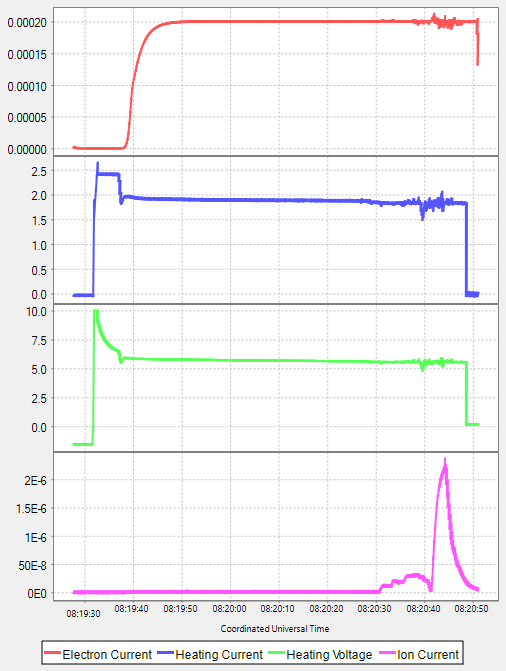 0.00020
0.00015
0.00010
0.00005
0.00000
2.5
2.0
1.5
1.0
0.5
0.0
10.0
7.5
5.0
2.5
0.0
2E-6
1.5E-6
1E-6
50E-8
0E0
08:19:30 08:19:40 08:19:50 08:20:00 08:20:10 08:20:20 08:20:30 08:20:40 08:20:50
Coordinated Universal Time
Electron Current Heating Current Heating Voltage Ion Current